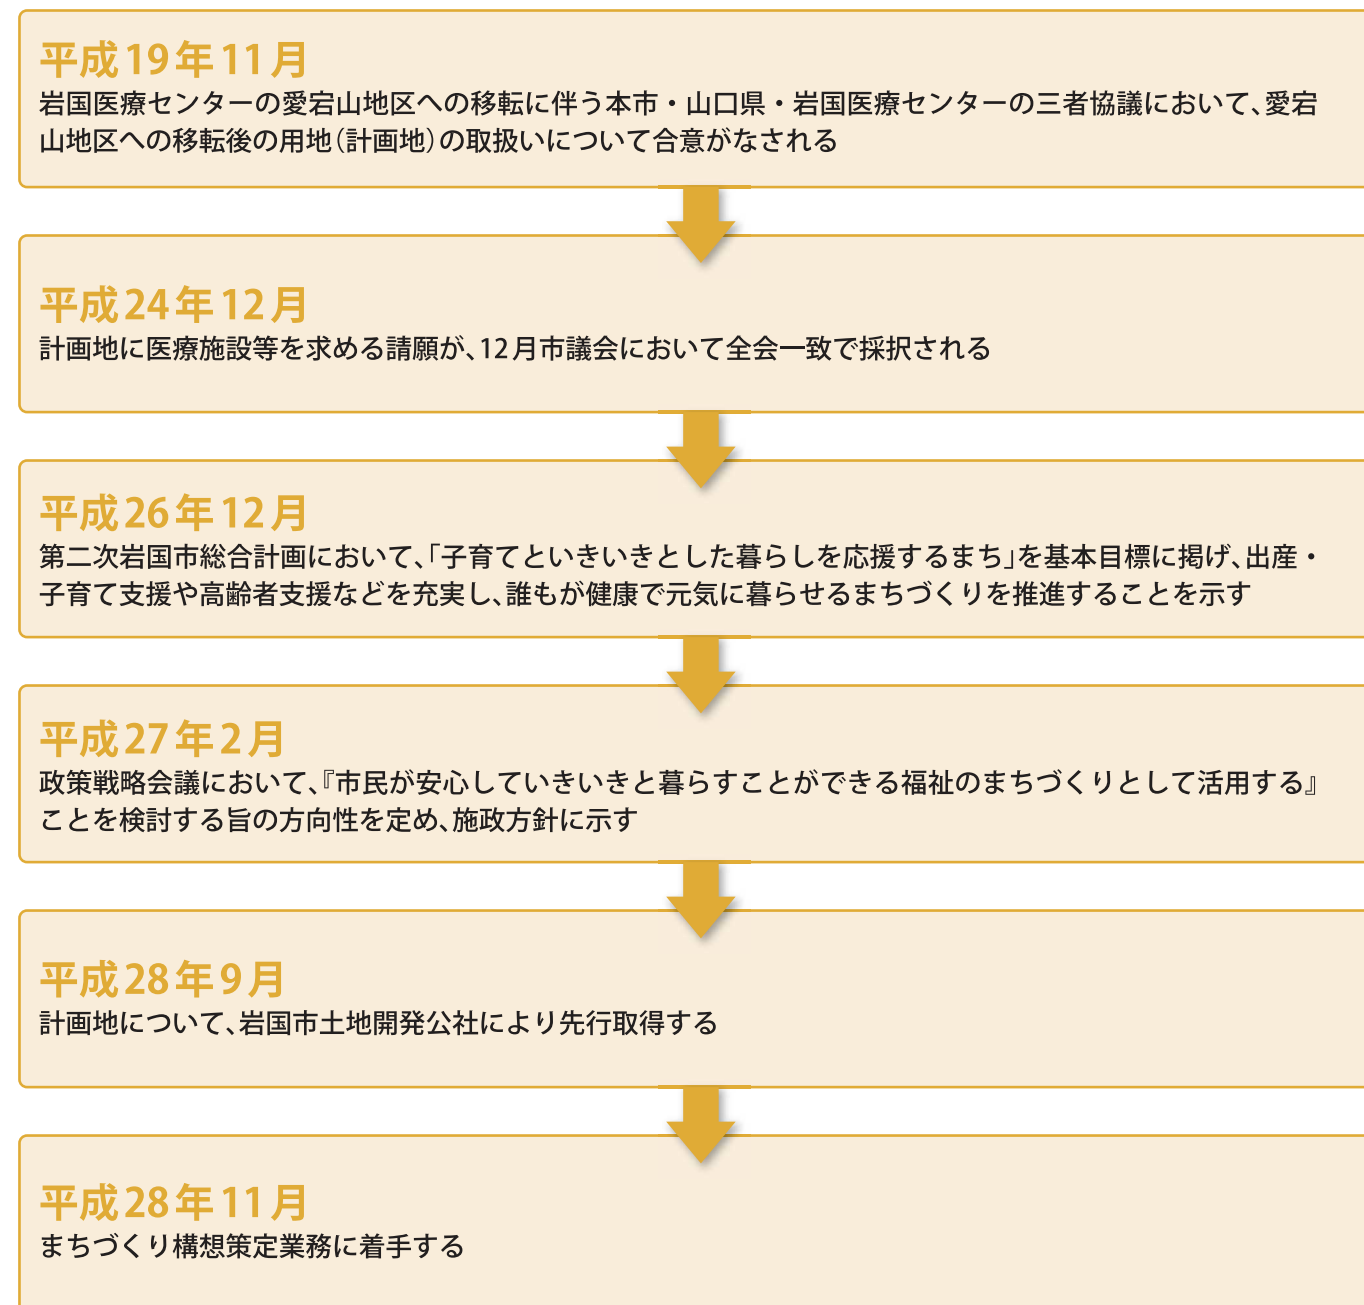 平成19年11月
岩国医療センターの愛宕山地区への移転に伴う本市・山口県・岩国医療センターの三者協議において、愛宕
山地区への移転後の用地（計画地）の取扱いについて合意がなされる
平成24年12月
計画地に医療施設等を求める請願が、12月市議会において全会一致で採択される
平成26年12月
第二次岩国市総合計画において、「子育てといきいきとした暮らしを応援するまち」を基本目標に掲げ、出産・
子育て支援や高齢者支援などを充実し、誰もが健康で元気に暮らせるまちづくりを推進することを示す
平成27年2月
政策戦略会議において、『市民が安心していきいきと暮らすことができる福祉のまちづくりとして活用する』
ことを検討する旨の方向性を定め、施政方針に示す
平成28年9月
計画地について、岩国市土地開発公社により先行取得する
平成28年11月
まちづくり構想策定業務に着手する